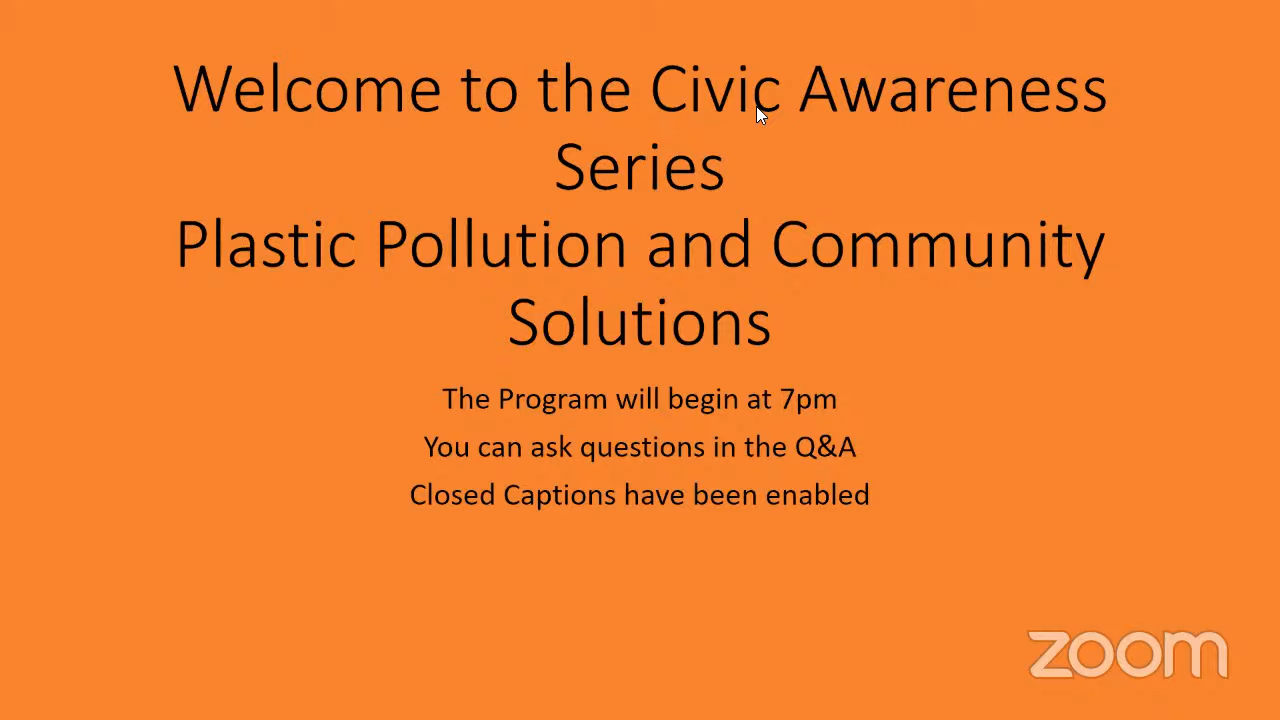 Welcome to the Civic Awareness
Series
Plastic Pollution and Community
Solutions
The Program will begin at 7pm
You can ask questions in the Q&A
Closed Captions have been enabled
zoom